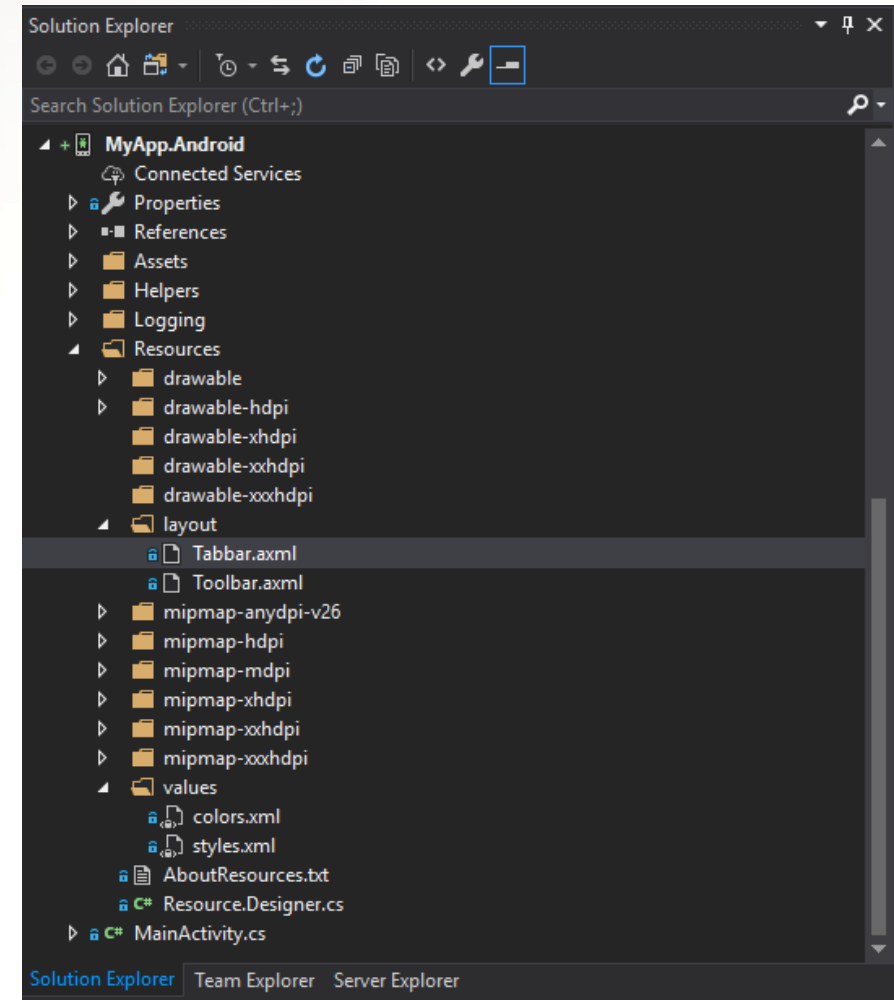 Solution Explorer
Search Solution Explorer (Ctrl+;)
MyApp.Android
Connected Services
Properties
References
Assets
Helpers
Logging
Resources
drawable
drawable-hdpi
drawable-xhdpi
drawable-xxhdpi
drawable-xxxhdpi
layout
Tabbar.axml
Toolbar.axml
mipmap-anydpi-v26
mipmap-hdpi
mipmap-mdpi
mipmap-xhdpi
mipmap-xxhdpi
mipmap-xxxhdpi
values
colors.xml
styles.xml
AboutResources.txt
C# Resource.Designer.cs
C# MainActivity.cs
Solution Explorer Team Explorer Server Explorer